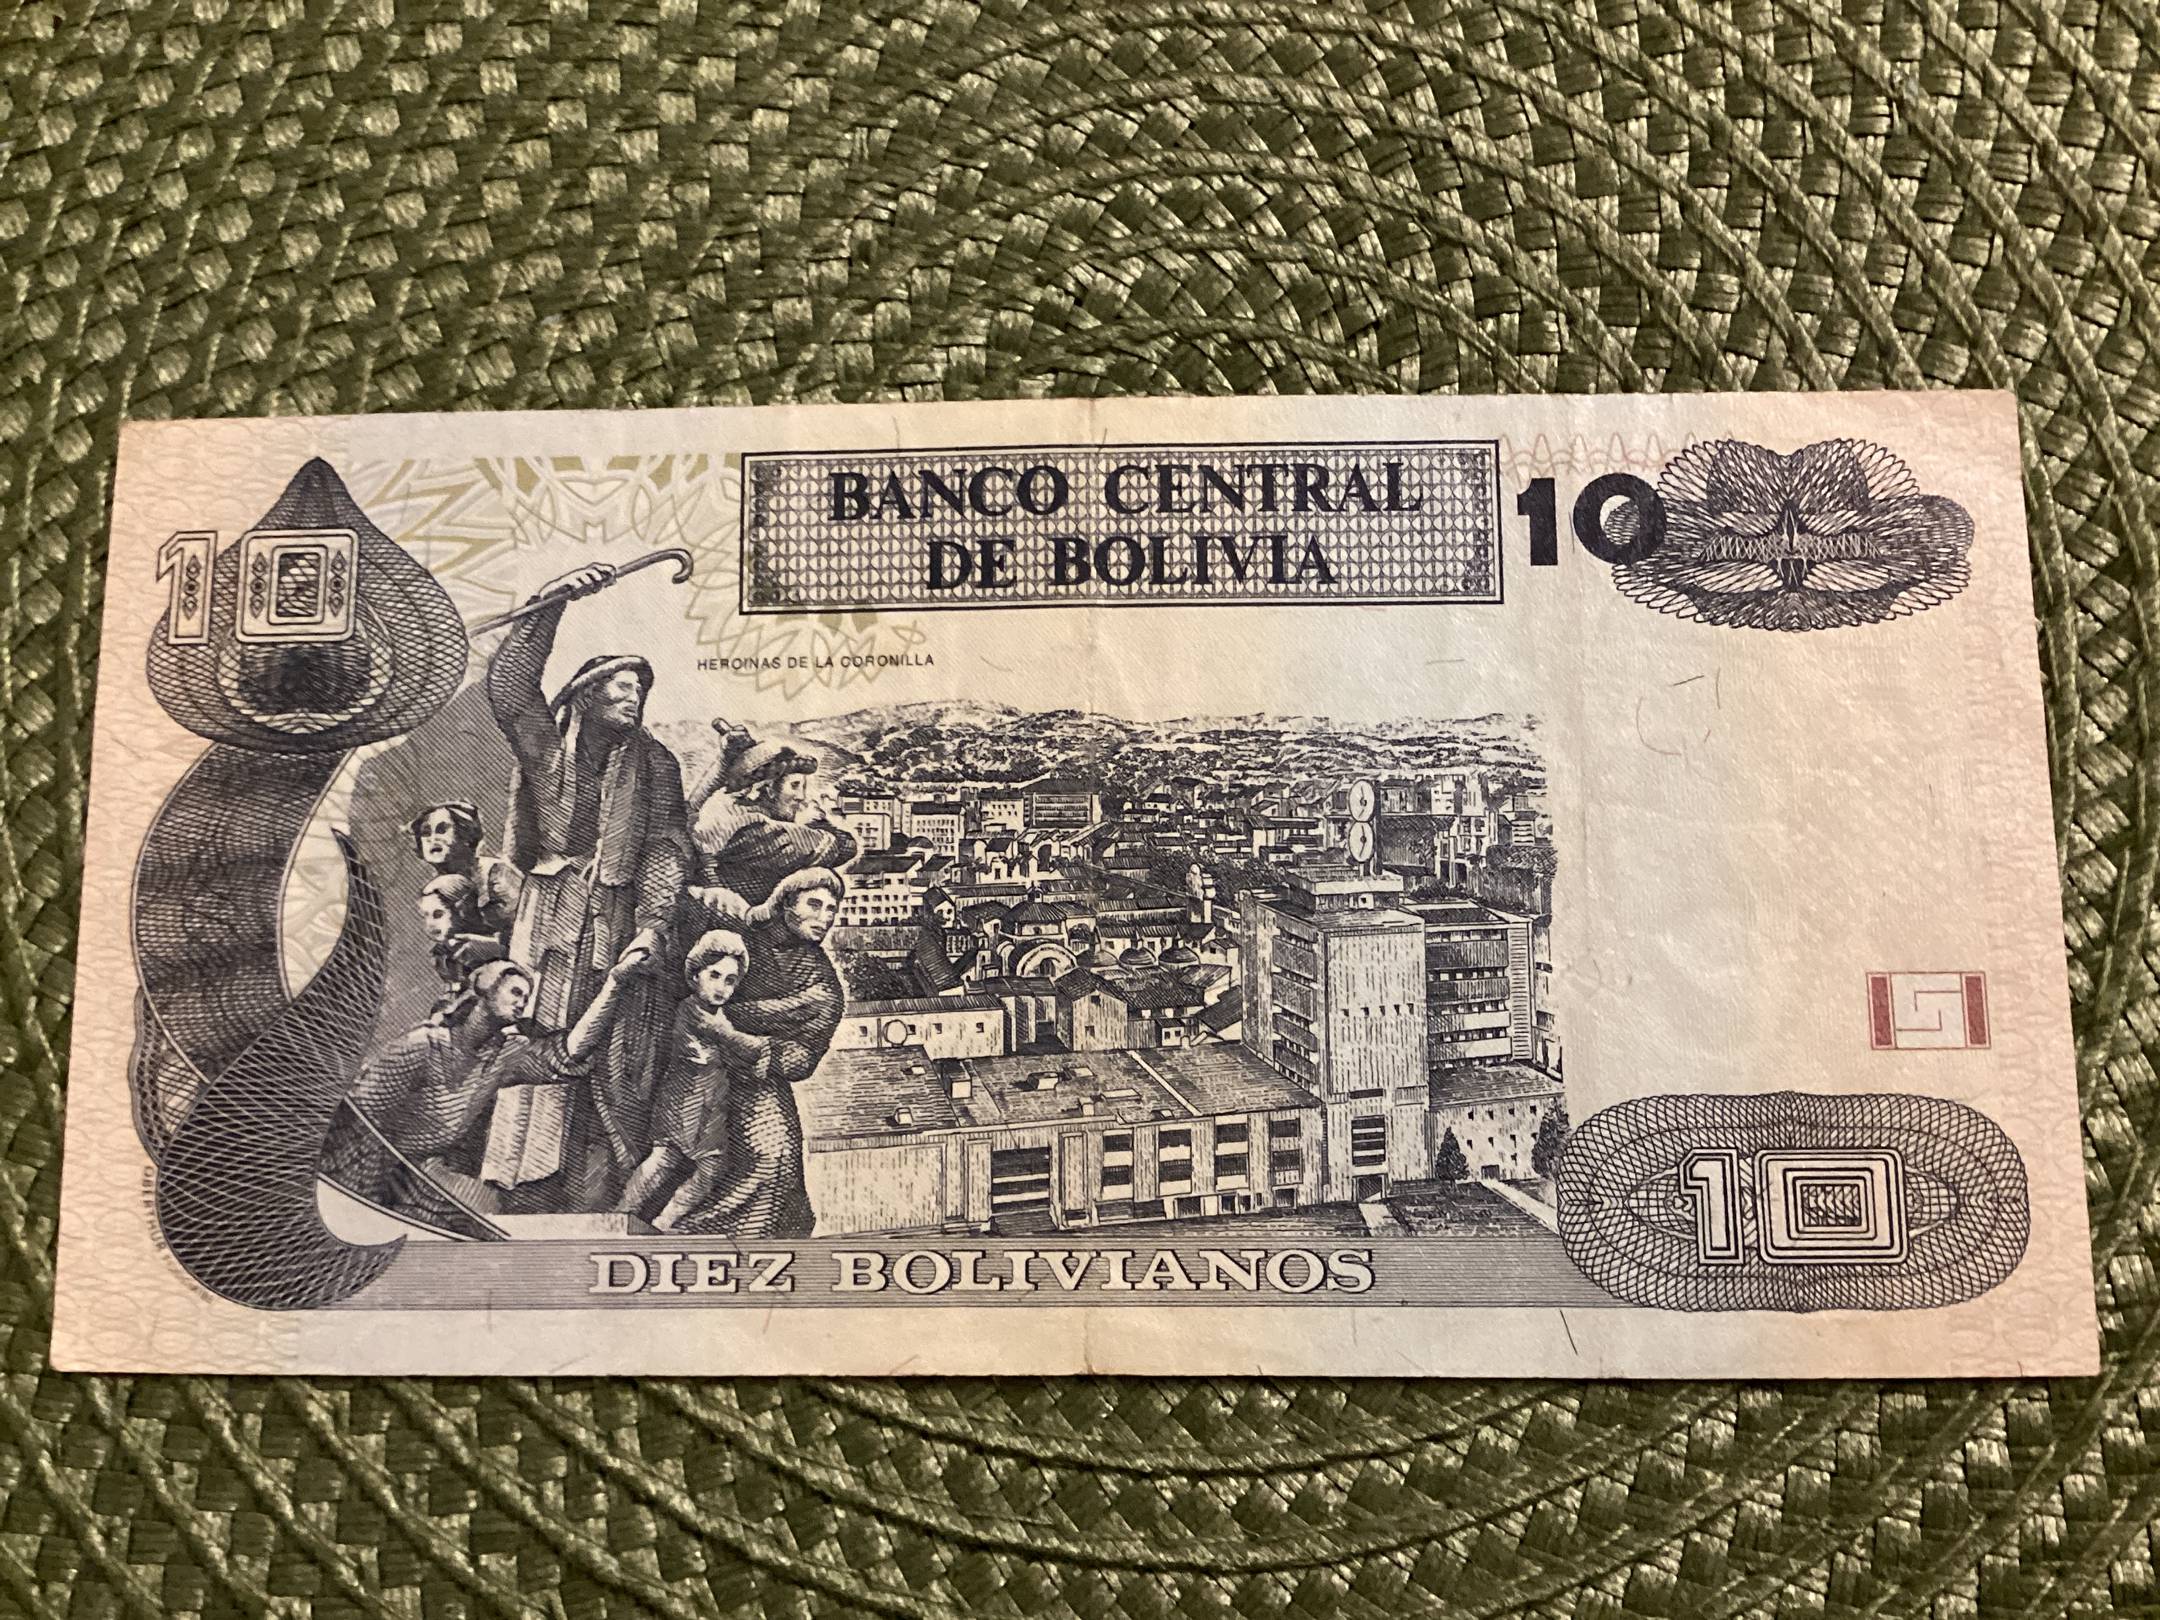 10
BANCO CENTRAL
DE BOLIVIA
10
HEROINAS DE LA CORONILLA
DIEZ BOLIVIANOS
10